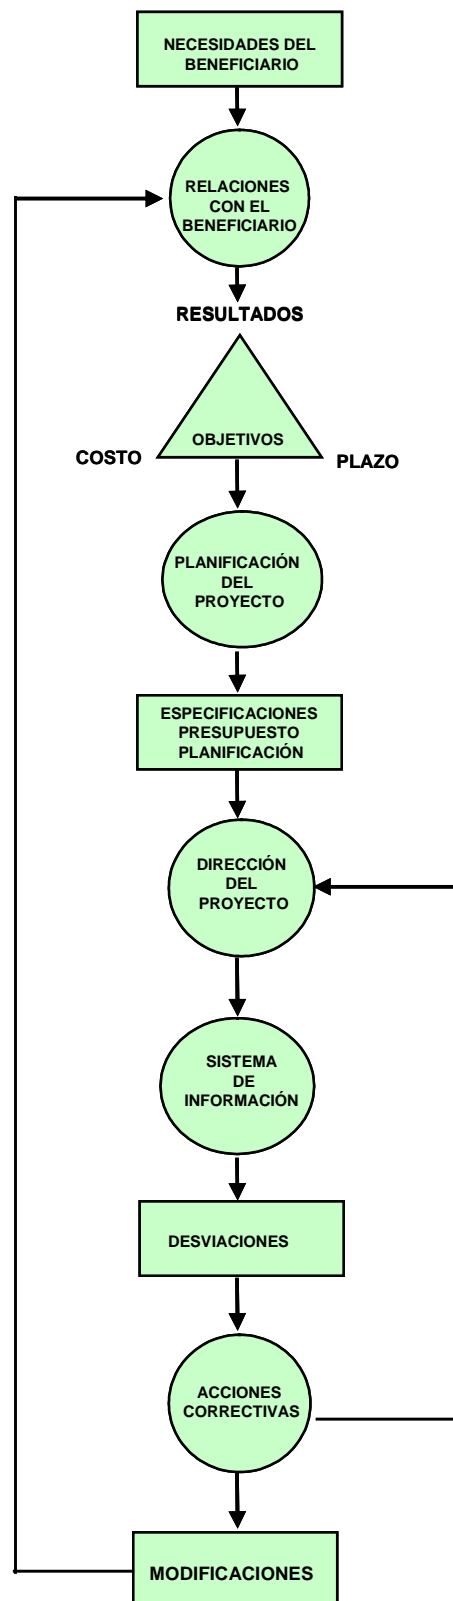 NECESIDADES DEL
BENEFICIARIO
RELACIONES
CON EL
BENEFICIARIO
RESULTADOS
OBJETIVOS
COSTO
PLAZO
PLANIFICACIÓN
DEL
PROYECTO
ESPECIFICACIONES
PRESUPUESTO
PLANIFICACIÓN
DIRECCIÓN
DEL
PROYECTO
SISTEMA
DE
INFORMACIÓN
DESVIACIONES
ACCIONES
CORRECTIVAS
MODIFICACIONES